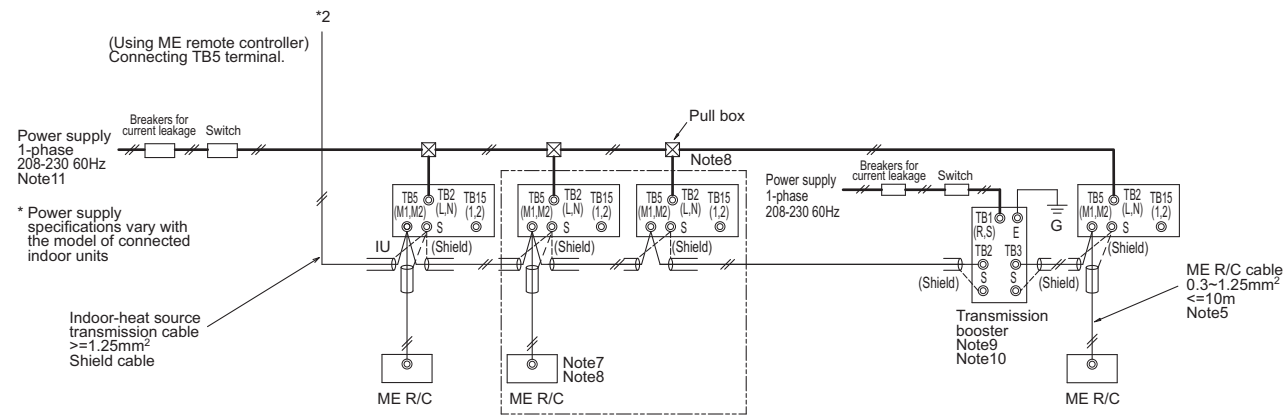 *2
(Using ME remote controller)
Connecting TB5 terminal.
Power supply
1-phase
208-230 60Hz
Note11
Breakers for
current leakage
Switch
Pull box
Note8
* Power supply
specifications vary with
the model of connected
indoor units
TB5
(M1,M2)
TB2
(L,N)
TB15
(1,2)
S
IU
(Shield)
TB5
(M1,M2)
TB2
(L,N)
TB15
(1,2)
S
(Shield)
TB5
(M1,M2)
TB2
(L,N)
TB15
(1,2)
S
(Shield)
Power supply
1-phase
208-230 60Hz
Breakers for
current leakage
Switch
TB1
(R,S)
E
G
TB2
TB3
S
S
(Shield)
(Shield)
Transmission
booster
Note9
Note10
TB5
(M1,M2)
TB2
(L,N)
TB15
(1,2)
S
(Shield)
ME R/C cable
0.3~1.25mm²
<=10m
Note5
Indoor-heat source
transmission cable
>=1.25mm²
Shield cable
ME R/C
Note7
Note8
ME R/C
ME R/C